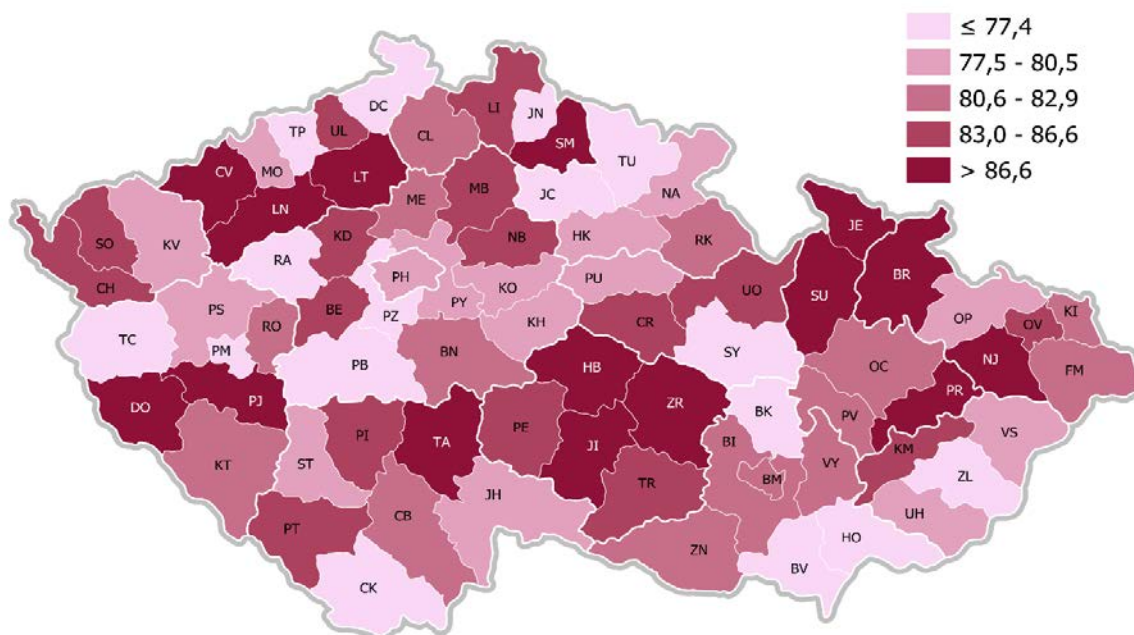 ≤ 77,4
77,5 - 80,5
80,6 - 82,9
83,0 - 86,6
> 86,6
DC
LI
JN
TP
UL
CL
SM
TU
CV
MO
LT
MB
JC
NA
LN
ME
SO
KV
KD
NB
HK
RK
JE
RA
PH
BR
CH
KO
PU
UO
SU
PS
BE
PY
OP
KI
TC
RO
PZ
KH
CR
OV
PM
PB
BN
SY
OC
NJ
FM
HB
DO
PJ
ZR
PR
BK
PV
PI
TA
PE
JI
BI
VS
KT
ST
KM
VY
ZL
TR
BM
JH
CB
UH
PT
HO
ZN
BV
CK